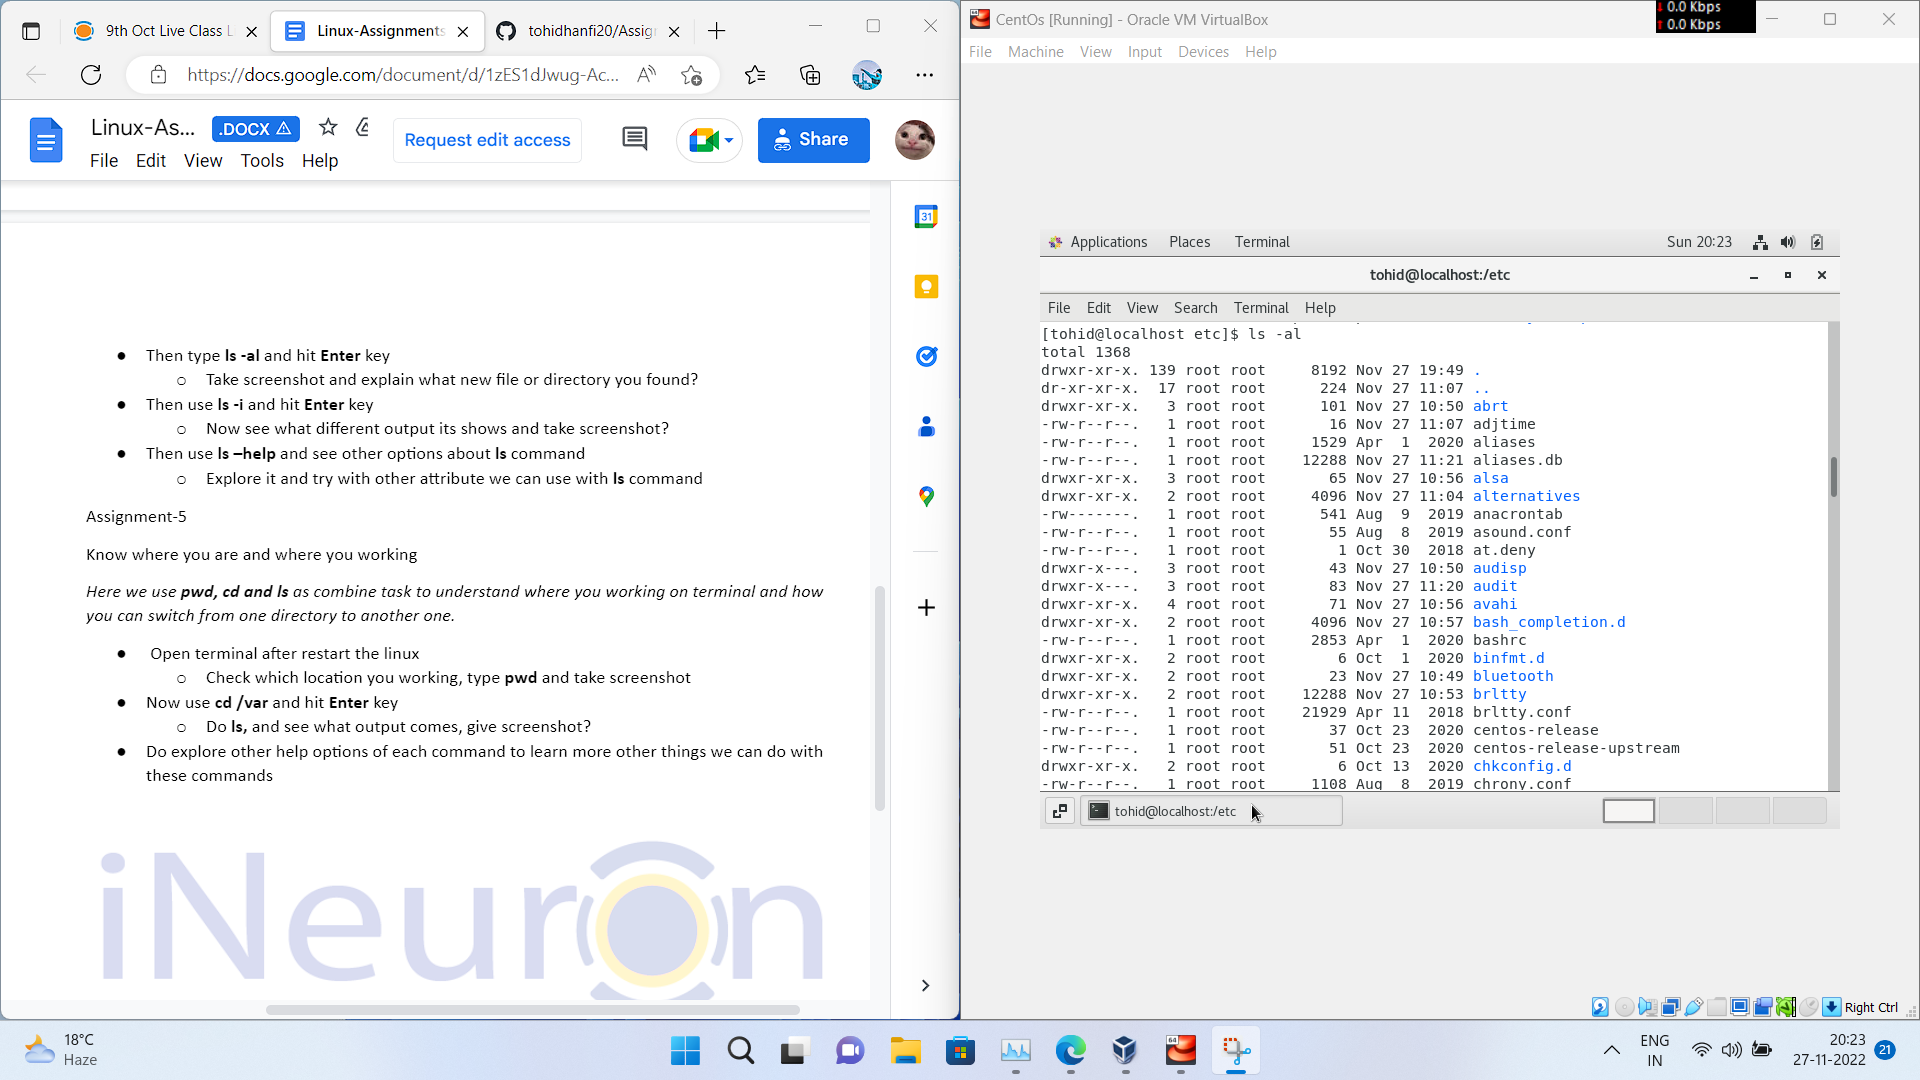 9th Oct Live Class L
Linux-Assignments
tohidhanfi20/Assig
https://docs.google.com/document/d/1zES1dJwug-Ac...
Linux-As...
.DOCX
Request edit access
Share
File Edit View Tools Help
31
● Then type ls -al and hit Enter key
○ Take screenshot and explain what new file or directory you found?
● Then use ls -i and hit Enter key
○ Now see what different output its shows and take screenshot?
● Then use ls –help and see other options about ls command
○ Explore it and try with other attribute we can use with ls command
Assignment-5
Know where you are and where you working
Here we use pwd, cd and ls as combine task to understand where you working on terminal and how
you can switch from one directory to another one.
● Open terminal after restart the linux
○ Check which location you working, type pwd and take screenshot
● Now use cd /var and hit Enter key
○ Do ls, and see what output comes, give screenshot?
● Do explore other help options of each command to learn more other things we can do with
these commands
iNeuron
CentOs [Running] - Oracle VM VirtualBox
0.0 Kbps
0.0 Kbps
File Machine View Input Devices Help
Applications Places Terminal Sun 20:23
tohid@localhost:/etc
File Edit View Search Terminal Help
[tohid@localhost etc]$ ls -al
total 1368
drwxr-xr-x. 139 root root 8192 Nov 27 19:49 .
dr-xr-xr-x. 17 root root 224 Nov 27 11:07 ..
drwxr-xr-x. 3 root root 101 Nov 27 10:50 abrt
-rw-r--r--. 1 root root 16 Nov 27 11:07 adjtime
-rw-r--r--. 1 root root 1529 Apr 1 2020 aliases
-rw-r--r--. 1 root root 12288 Nov 27 11:21 aliases.db
drwxr-xr-x. 3 root root 65 Nov 27 10:56 alsa
drwxr-xr-x. 2 root root 4096 Nov 27 11:04 alternatives
-rw-------. 1 root root 541 Aug 9 2019 anacrontab
-rw-r--r--. 1 root root 55 Aug 8 2019 asound.conf
-rw-r--r--. 1 root root 1 Oct 30 2018 at.deny
drwxr-x---. 3 root root 43 Nov 27 10:50 audisp
drwxr-x---. 3 root root 83 Nov 27 11:20 audit
drwxr-xr-x. 4 root root 71 Nov 27 10:56 avahi
drwxr-xr-x. 2 root root 4096 Nov 27 10:57 bash_completion.d
-rw-r--r--. 1 root root 2853 Apr 1 2020 bashrc
drwxr-xr-x. 2 root root 6 Oct 1 2020 binfmt.d
drwxr-xr-x. 2 root root 23 Nov 27 10:49 bluetooth
drwxr-xr-x. 2 root root 12288 Nov 27 10:53 brltty
-rw-r--r--. 1 root root 21929 Apr 11 2018 brltty.conf
-rw-r--r--. 1 root root 37 Oct 23 2020 centos-release
-rw-r--r--. 1 root root 51 Oct 23 2020 centos-release-upstream
drwxr-xr-x. 2 root root 6 Oct 13 2020 chkconfig.d
-rw-r--r--. 1 root root 1108 Aug 8 2019 chrony.conf
tohid@localhost:/etc
Right Ctrl
18°C
Haze
64
ENG
IN
20:23
27-11-2022
21